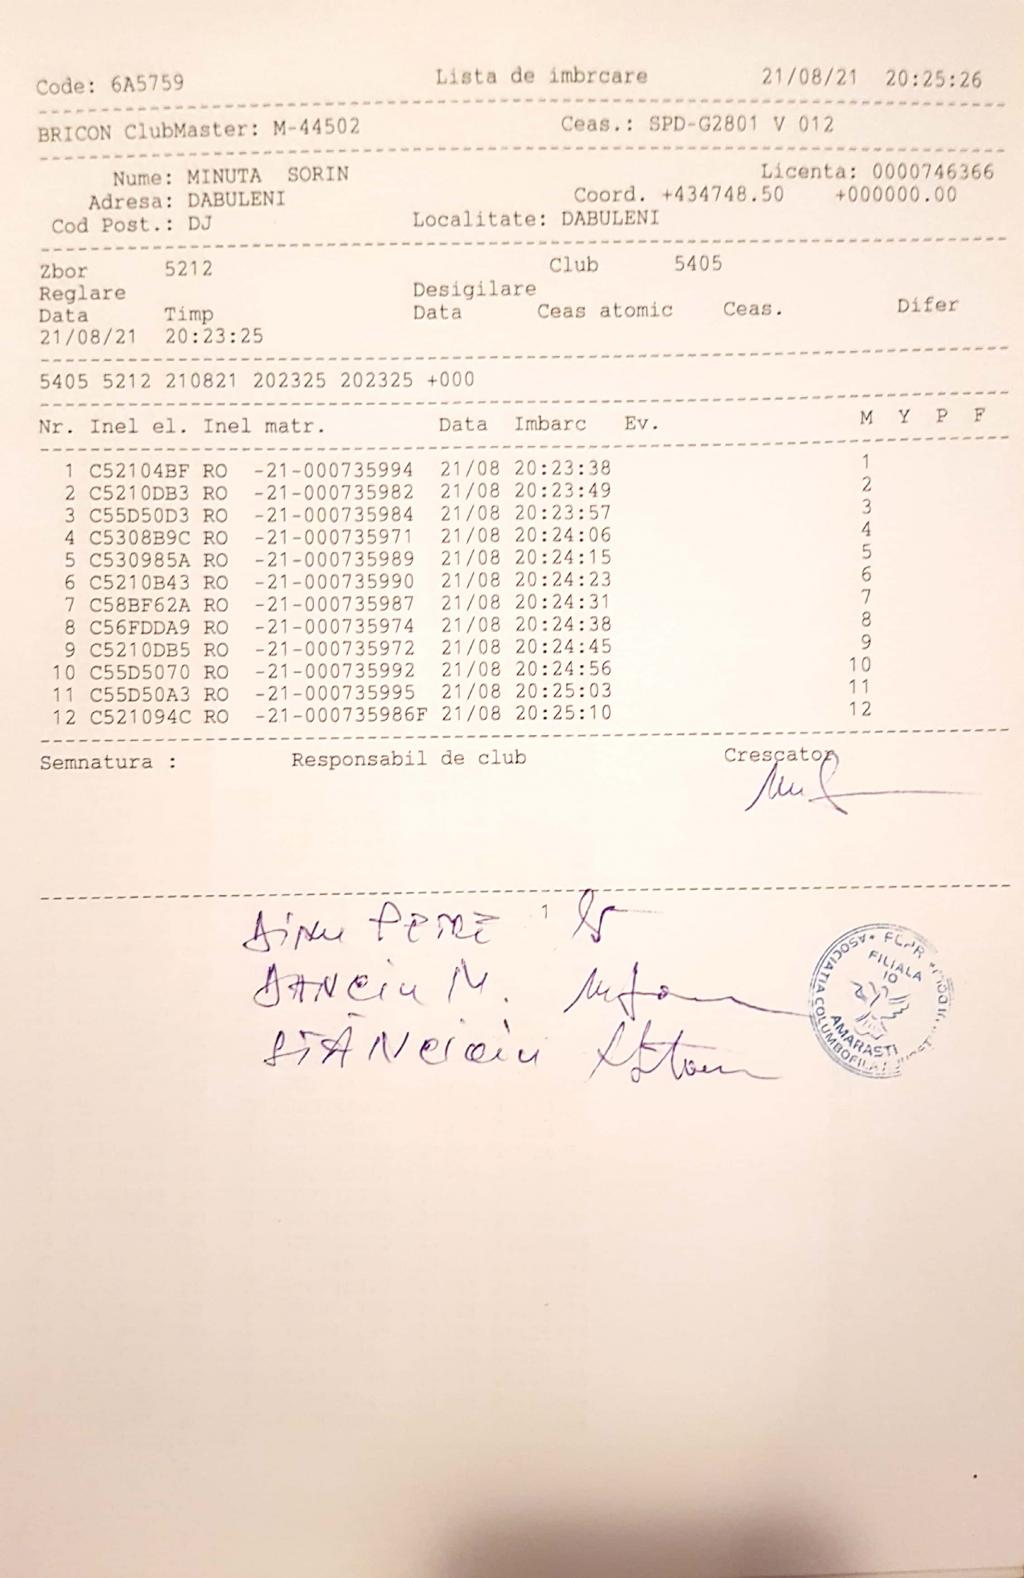 Code: 6A5759 Lista de imbrcare 21/08/21 20:25:26
BRICON ClubMaster: M-44502 Ceas.: SPD-G2801 V 012
Nume: MINUTA SORIN Licenta: 0000746366
Adresa: DABULENI Coord. +434748.50 +000000.00
Cod Post.: DJ Localitate: DABULENI
Zbor 5212 Club 5405
Reglare Desigilare
Data Timp Data Ceas atomic Ceas. Difer
21/08/21 20:23:25
5405 5212 210821 202325 202325 +000
Nr. Inel el. Inel matr. Data Imbarc Ev. M Y P F
1 C52104BF RO -21-000735994 21/08 20:23:38 1
2 C5210DB3 RO -21-000735982 21/08 20:23:49 2
3 C55D50D3 RO -21-000735984 21/08 20:23:57 3
4 C5308B9C RO -21-000735971 21/08 20:24:06 4
5 C530985A RO -21-000735989 21/08 20:24:15 5
6 C5210B43 RO -21-000735990 21/08 20:24:23 6
7 C58BF62A RO -21-000735987 21/08 20:24:31 7
8 C56FDDA9 RO -21-000735974 21/08 20:24:38 8
9 C5210DB5 RO -21-000735972 21/08 20:24:45 9
10 C55D5070 RO -21-000735992 21/08 20:24:56 10
11 C55D50A3 RO -21-000735995 21/08 20:25:03 11
12 C521094C RO -21-000735986F 21/08 20:25:10 12
Semnatura : Responsabil de club Crescator
1
DINU PETRE
DANCIU M.
ASOCIATIA COLUMBOFILA
FILIALA
10
AMARASTI